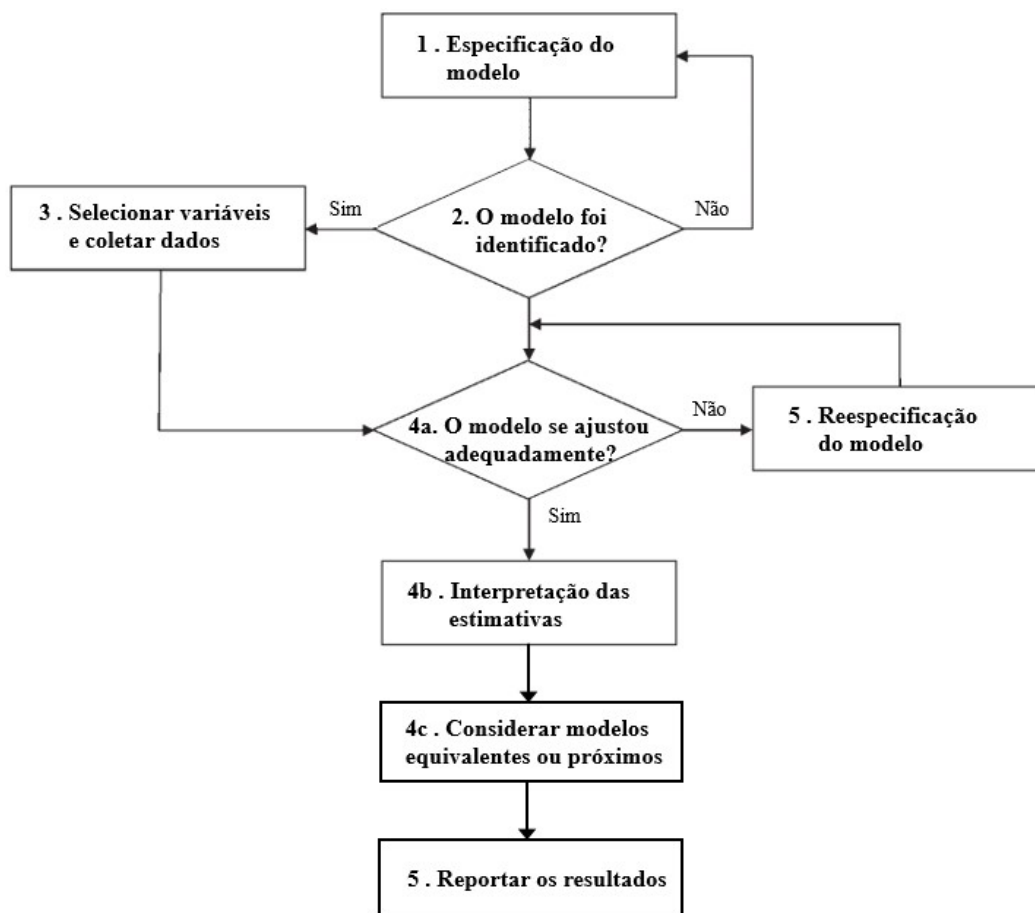 1 . Especificação do
modelo
Sim
Não
3 . Selecionar variáveis
e coletar dados
2. O modelo foi
identificado?
Não
4a. O modelo se ajustou
adequadamente?
5 . Reespecificação
do modelo
Sim
4b . Interpretação das
estimativas
4c . Considerar modelos
equivalentes ou próximos
5 . Reportar os resultados